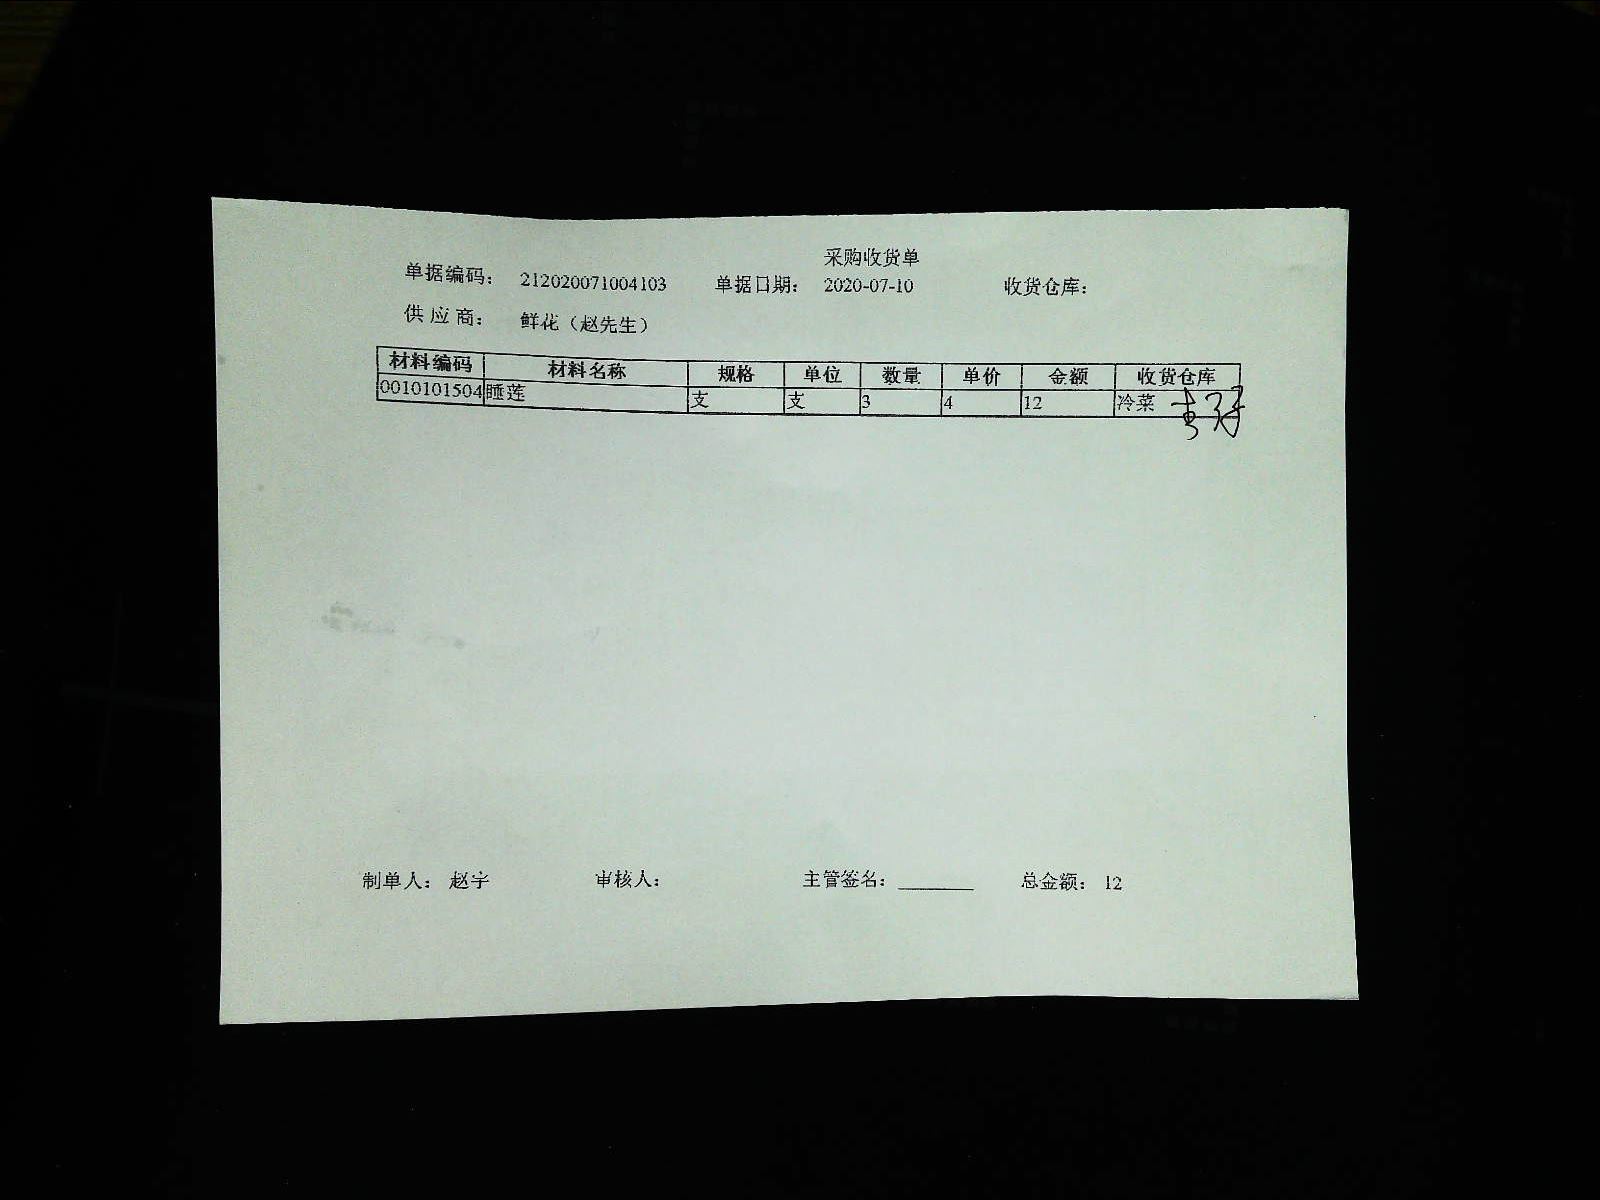 采购收货单
单据编码： 212020071004103 单据日期： 2020-07-10 收货仓库：
供应商： 鲜花（赵先生）
材料编码 材料名称 规格 单位 数量 单价 金额 收货仓库
0010101504 睡莲 支 支 3 4 12 冷菜
制单人： 赵宇 审核人： 主管签名： 总金额： 12